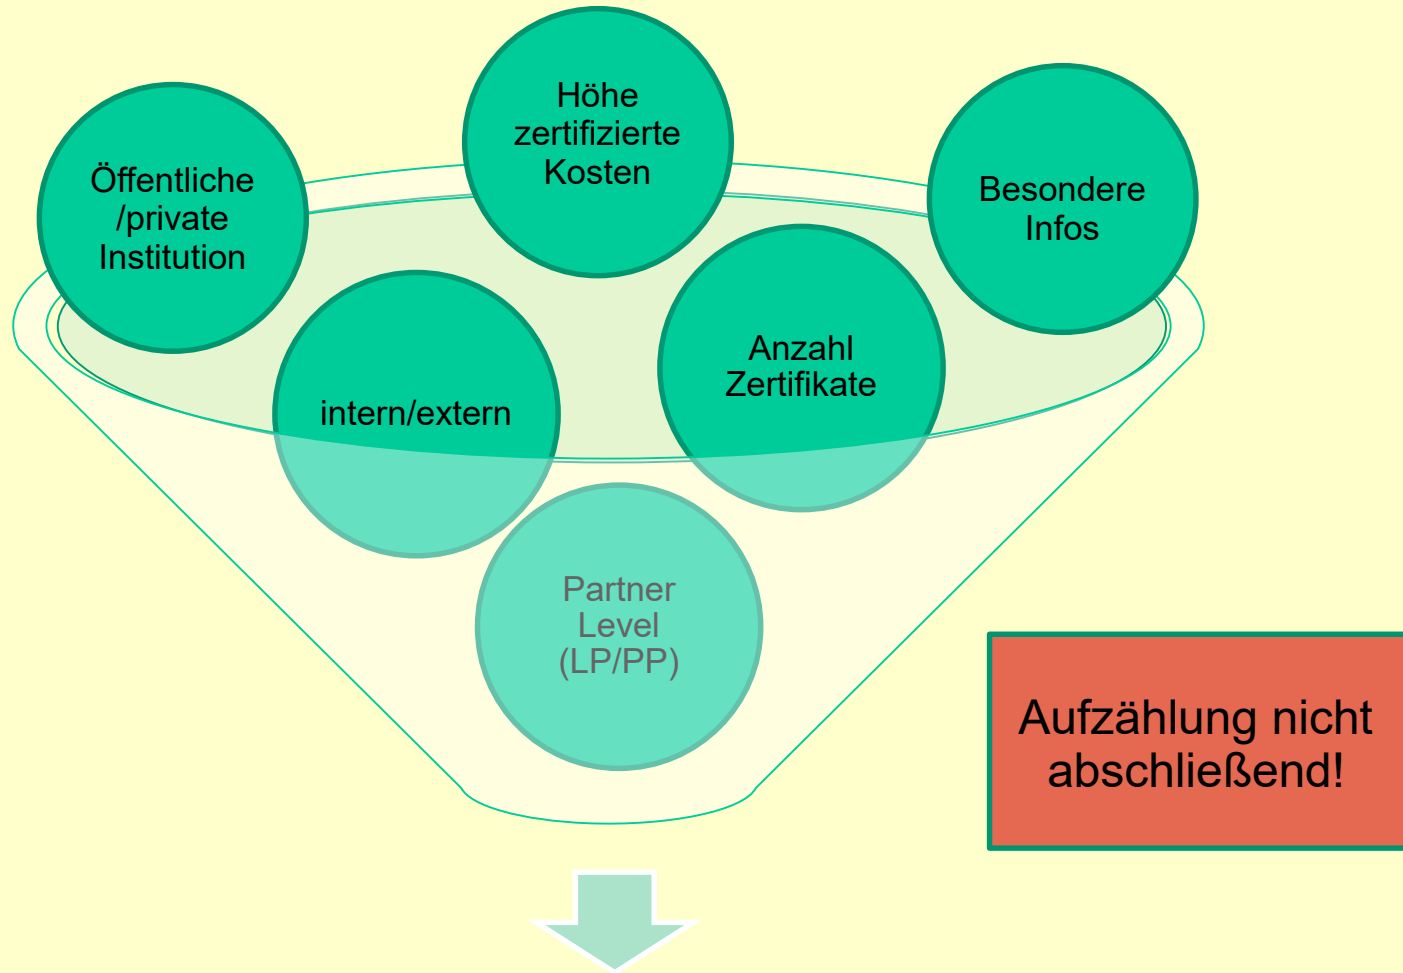 Öffentliche
/private
Institution
Höhe
zertifizierte
Kosten
Besondere
Infos
intern/extern
Anzahl
Zertifikate
Partner
Level
(LP/PP)
Aufzählung nicht
abschließend!